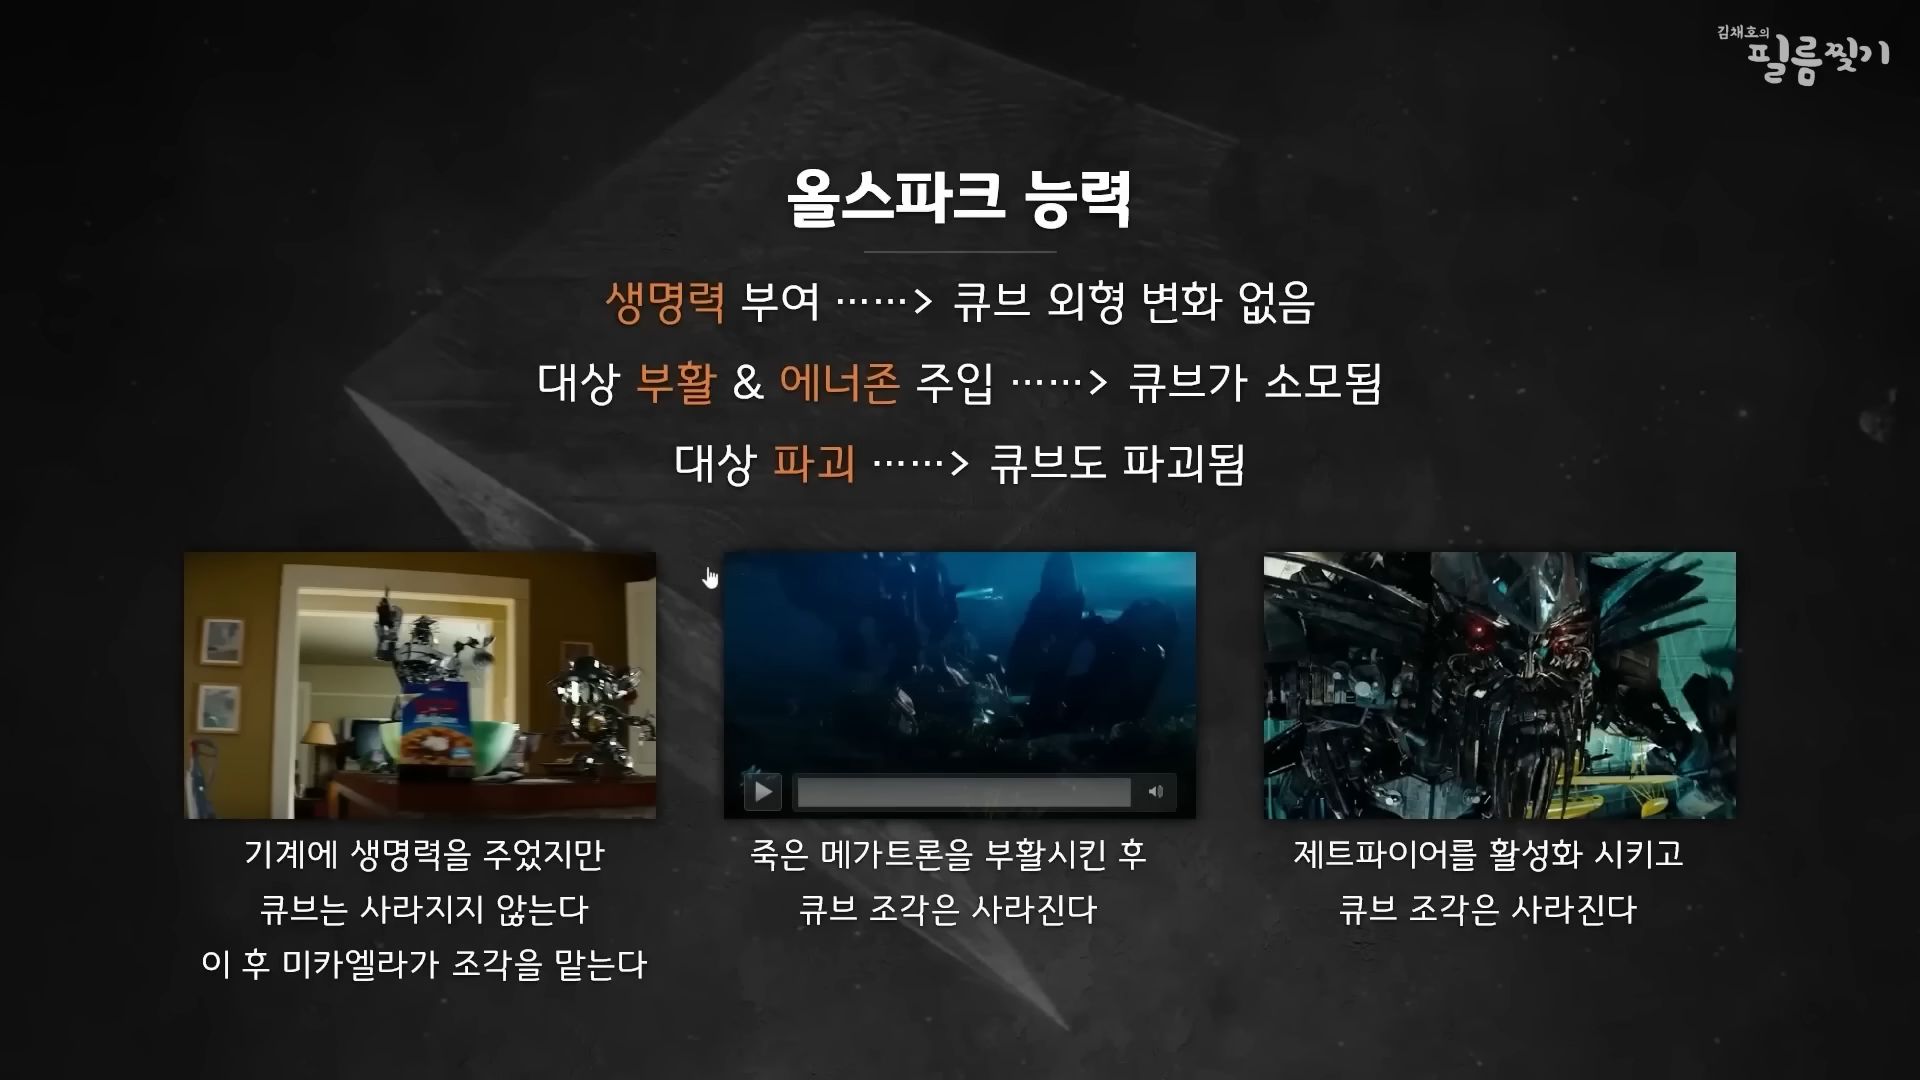 김채호의
필름찢기
올스파크 능력
생명력 부여 ······> 큐브 외형 변화 없음
대상 부활 & 에너존 주입 ······> 큐브가 소모됨
대상 파괴 ······> 큐브도 파괴됨
기계에 생명력을 주었지만
큐브는 사라지지 않는다
이 후 미카엘라가 조각을 맡는다
죽은 메가트론을 부활시킨 후
큐브 조각은 사라진다
제트파이어를 활성화 시키고
큐브 조각은 사라진다